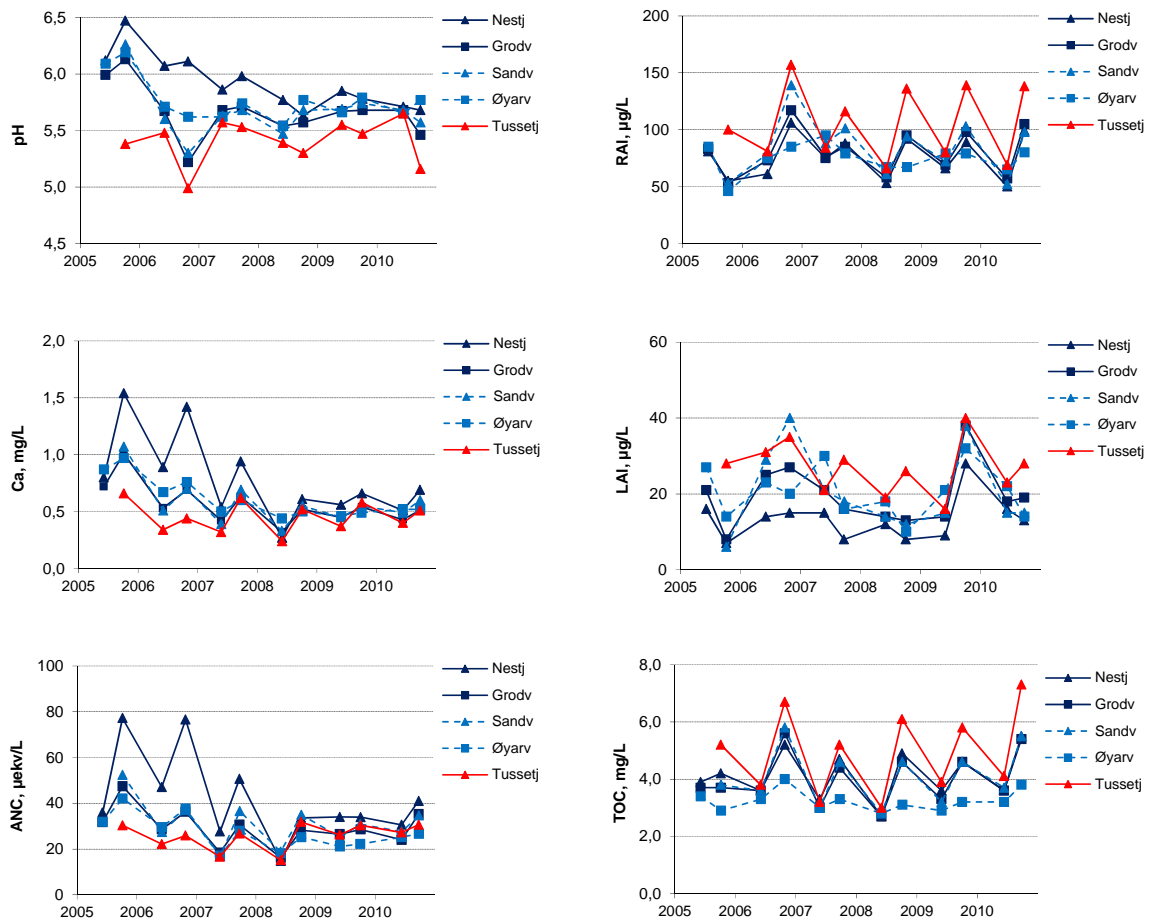 6,5
6,0
5,5
5,0
4,5
pH
2005 2006 2007 2008 2009 2010
Nestj
Grodv
Sandv
Øyarv
Tussetj
200
150
100
50
0
RAl, µg/L
2005 2006 2007 2008 2009 2010
Nestj
Grodv
Sandv
Øyarv
Tussetj
2,0
1,5
1,0
0,5
0,0
Ca, mg/L
2005 2006 2007 2008 2009 2010
Nestj
Grodv
Sandv
Øyarv
Tussetj
60
40
20
0
LAl, µg/L
2005 2006 2007 2008 2009 2010
Nestj
Grodv
Sandv
Øyarv
Tussetj
100
80
60
40
20
0
ANC, µekv/L
2005 2006 2007 2008 2009 2010
Nestj
Grodv
Sandv
Øyarv
Tussetj
8,0
6,0
4,0
2,0
0,0
TOC, mg/L
2005 2006 2007 2008 2009 2010
Nestj
Grodv
Sandv
Øyarv
Tussetj